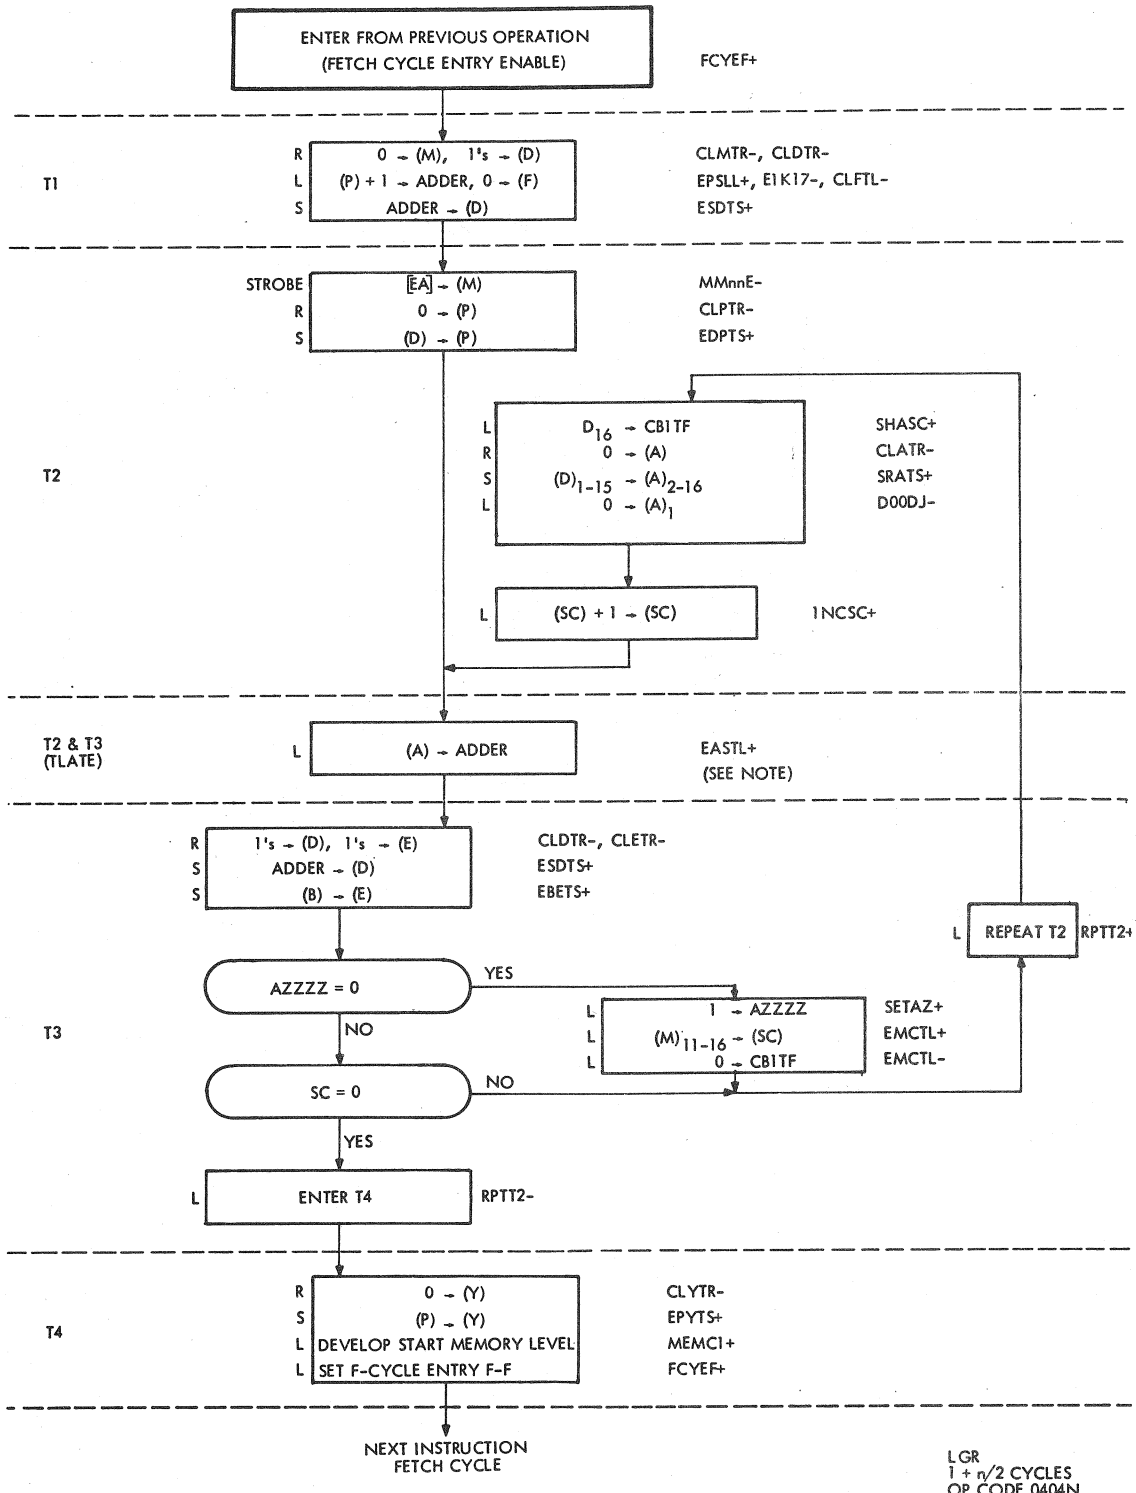 ENTER FROM PREVIOUS OPERATION
(FETCH CYCLE ENTRY ENABLE)
FCYEF+
T1
R 0 → (M), 1's → (D) CLMTR-, CLDTR-
L (P) + 1 → ADDER, 0 → (F) EPSLL+, E1K17-, CLFTL-
S ADDER → (D) ESDTS+
STROBE [EA] → (M) MMnnE-
R 0 → (P) CLPTR-
S (D) → (P) EDPTS+
T2
L D16 → CB1TF SHASC+
R 0 → (A) CLATR-
S (D)1-15 → (A)2-16 SRATS+
L 0 → (A)1 D00DJ-
L (SC) + 1 → (SC) 1NCSC+
T2 & T3
(TLATE)
L (A) → ADDER EASTL+
(SEE NOTE)
R 1's → (D), 1's → (E) CLDTR-, CLETR-
S ADDER → (D) ESDTS+
S (B) → (E) EBETS+
L REPEAT T2 RPTT2+
T3
AZZZZ = 0
YES
NO
L 1 → AZZZZ SETAZ+
L (M)11-16 → (SC) EMCTL+
L 0 → CB1TF EMCTL-
SC = 0
NO
YES
L ENTER T4 RPTT2-
T4
R 0 → (Y) CLYTR-
S (P) → (Y) EPYTS+
L DEVELOP START MEMORY LEVEL MEMC1+
L SET F-CYCLE ENTRY F-F FCYEF+
NEXT INSTRUCTION
FETCH CYCLE
LGR
1 + n/2 CYCLES
OP CODE 0404N